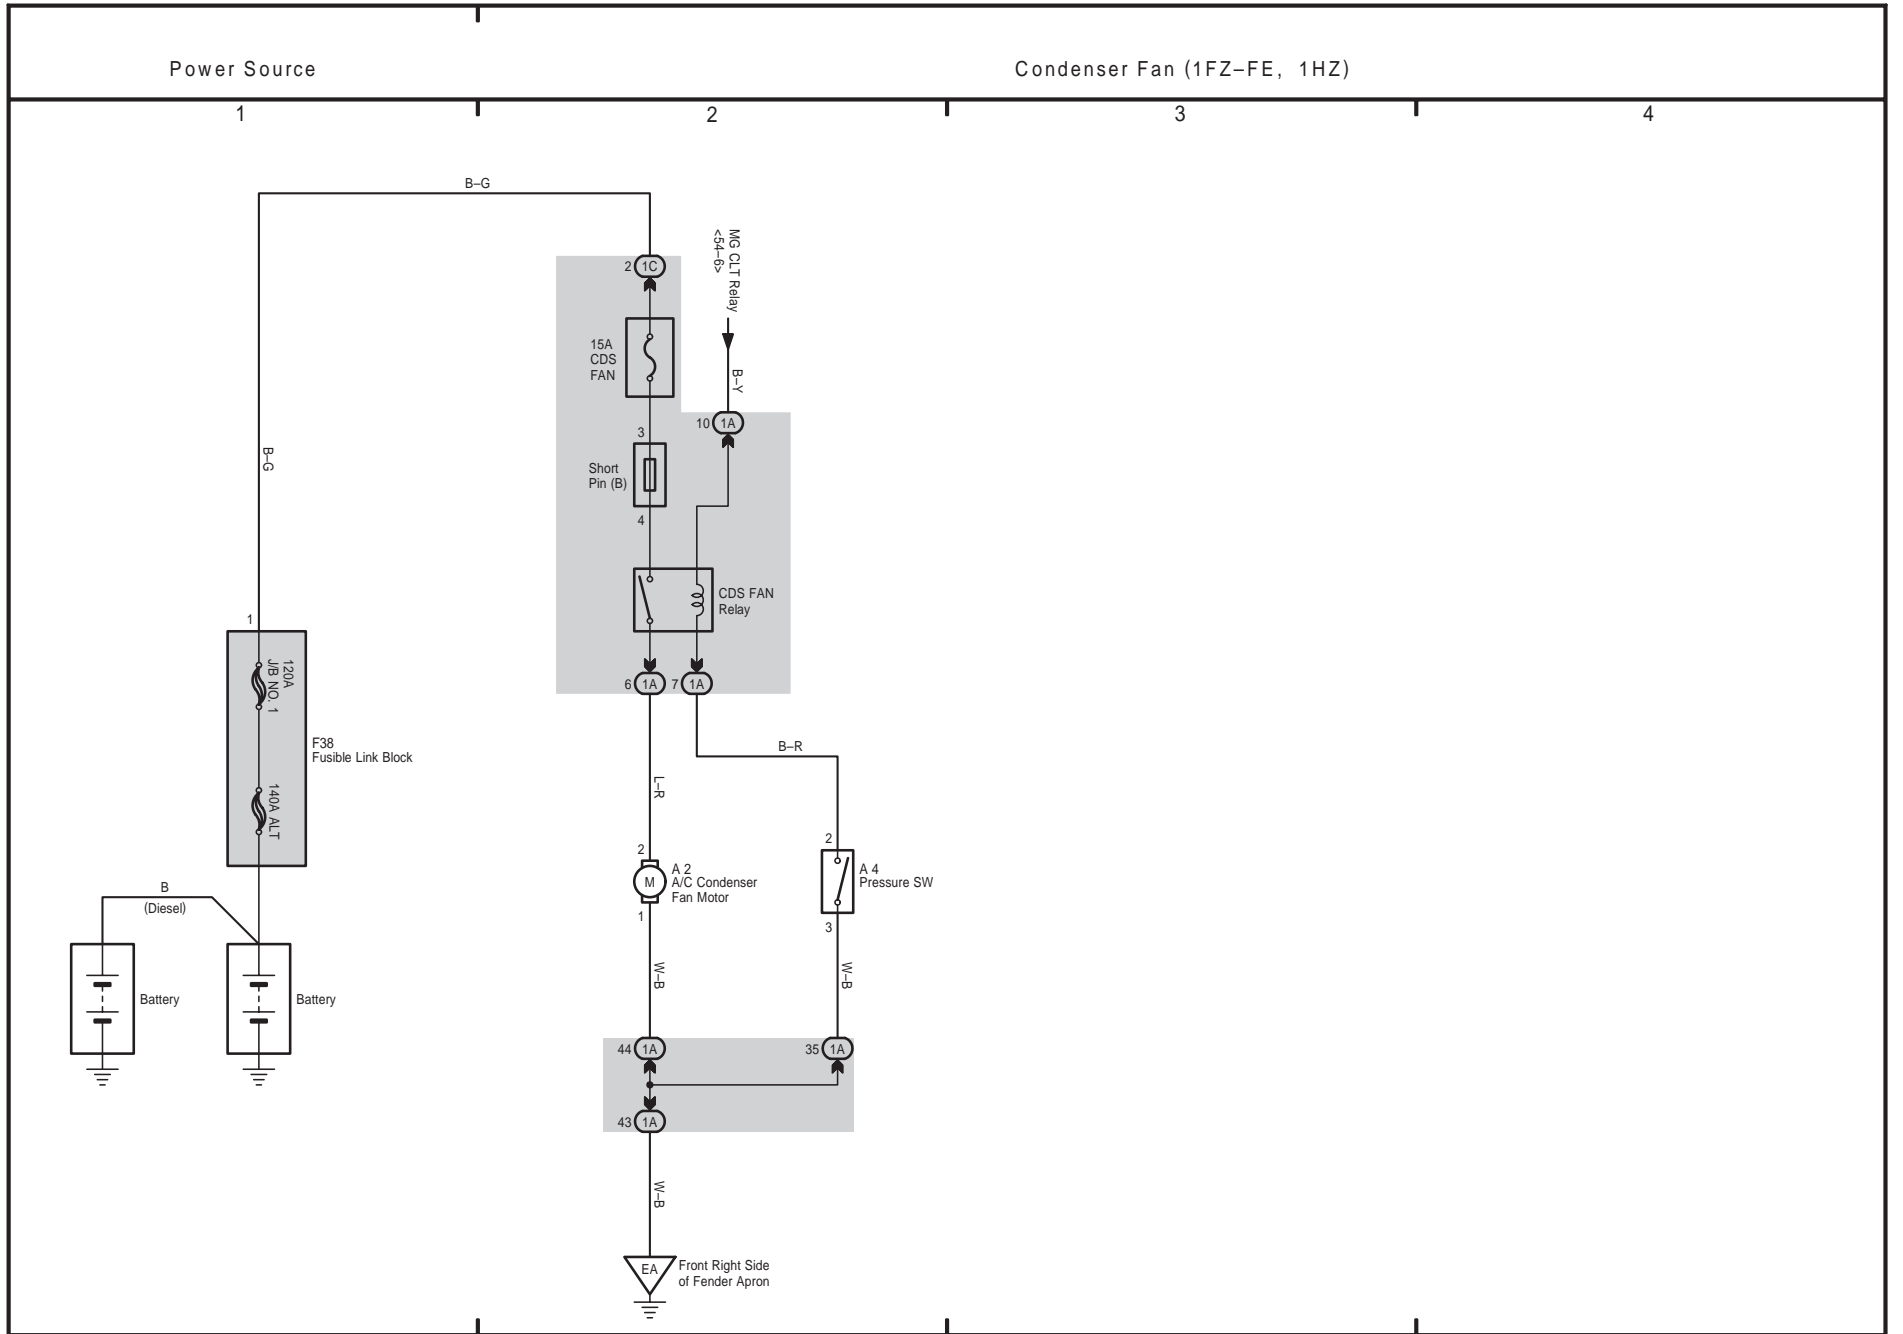 Power Source
Condenser Fan (1FZ–FE, 1HZ)
1
2
3
4
B–G
MG CLT Relay
<54–6>
2
1C
15A
CDS
FAN
B–Y
10
1A
3
Short
Pin (B)
4
B–G
CDS FAN
Relay
1
6
1A
7
1A
120A
J/B NO. 1
F38
Fusible Link Block
140A ALT
B–R
L–R
2
A 2
A/C Condenser
Fan Motor
M
1
2
A 4
Pressure SW
3
B
(Diesel)
Battery
Battery
W–B
W–B
44
1A
35
1A
43
1A
W–B
EA
Front Right Side
of Fender Apron